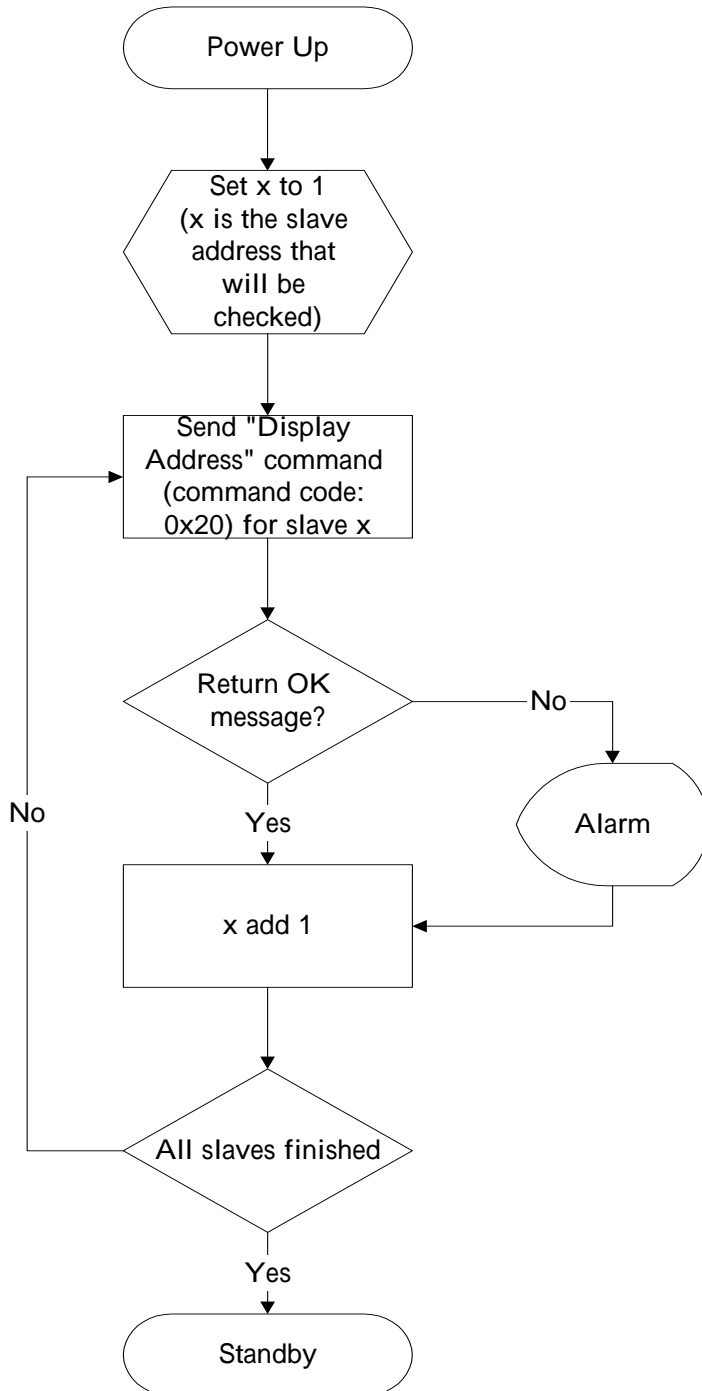 Power Up
Set x to 1
(x is the slave
address that
will be
checked)
Send "Display
Address" command
(command code:
0x20) for slave x
Return OK
message?
No
Alarm
Yes
No
x add 1
All slaves finished
Yes
Standby